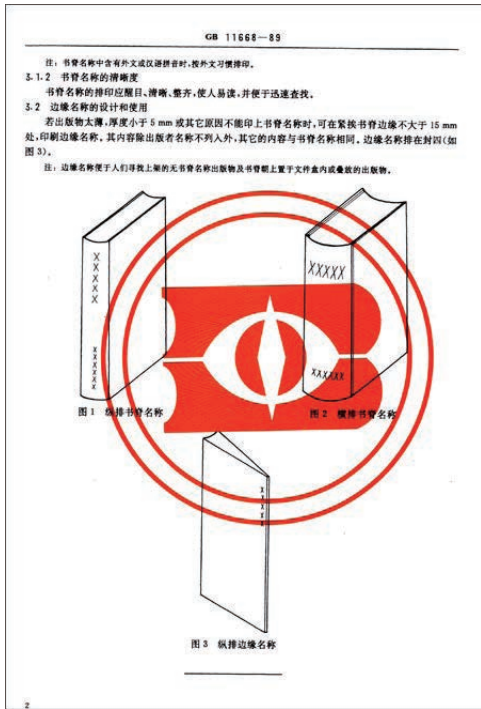 GB 11668—89
注：书脊名称中含有外文或汉语拼音时，按外文习惯排印。
3.1.2 书脊名称的清晰度
书脊名称的排印应醒目、清晰、整齐，使人易读，并便于迅速查找。
3.2 边缘名称的设计和使用
若出版物太薄，厚度小于 5 mm 或其它原因不能印上书脊名称时，可在紧挨书脊边缘不大于 15 mm
处，印刷边缘名称。其内容除出版者名称不列入外，其它的内容与书脊名称相同。边缘名称排在封四(如
图 3)。
注：边缘名称便于人们寻找上架的无书脊名称出版物及书脊朝上置于文件盒内或叠放的出版物。
XXXXX
XXXXXX
XXXXX
XXXXXX
图 1 纵排书脊名称
图 2 横排书脊名称
XXXXX
图 3 纵排边缘名称
2